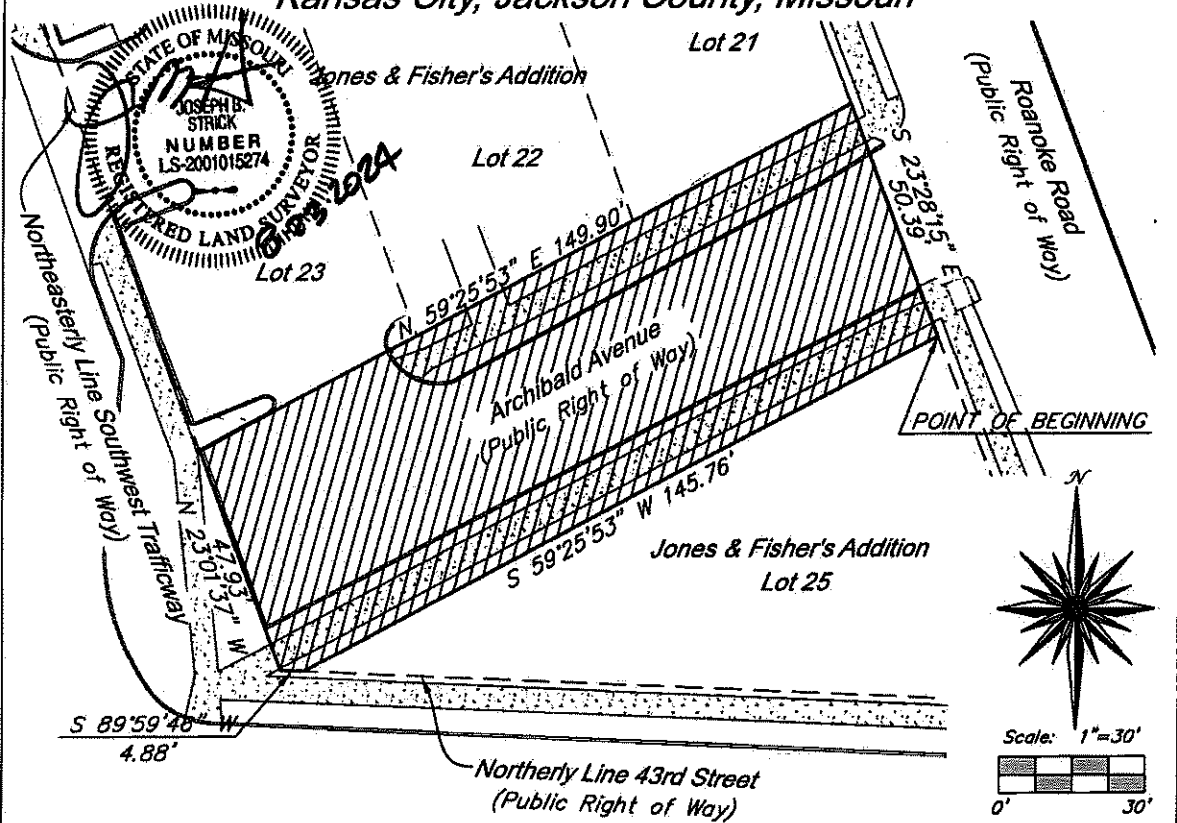 Kansas City, Jackson County, Missouri
Lot 21
Jones & Fisher's Addition
STATE OF MISSOURI
JOSEPH B.
STRICK
NUMBER
LS-2001015274
REGISTERED LAND SURVEYOR
2024
Lot 22
Lot 23
Roanoke Road
(Public Right of Way)
S 23°28'15" E
50.39'
N 59°25'53" E 149.90'
Archibald Avenue
(Public Right of Way)
Northeasterly Line Southwest Trafficway
(Public Right of Way)
N 23°01'37" W
47.93'
S 59°25'53" W 145.76'
POINT OF BEGINNING
Jones & Fisher's Addition
Lot 25
N
S 89°59'48" W
4.88'
Northerly Line 43rd Street
(Public Right of Way)
Scale: 1"=30'
0' 30'